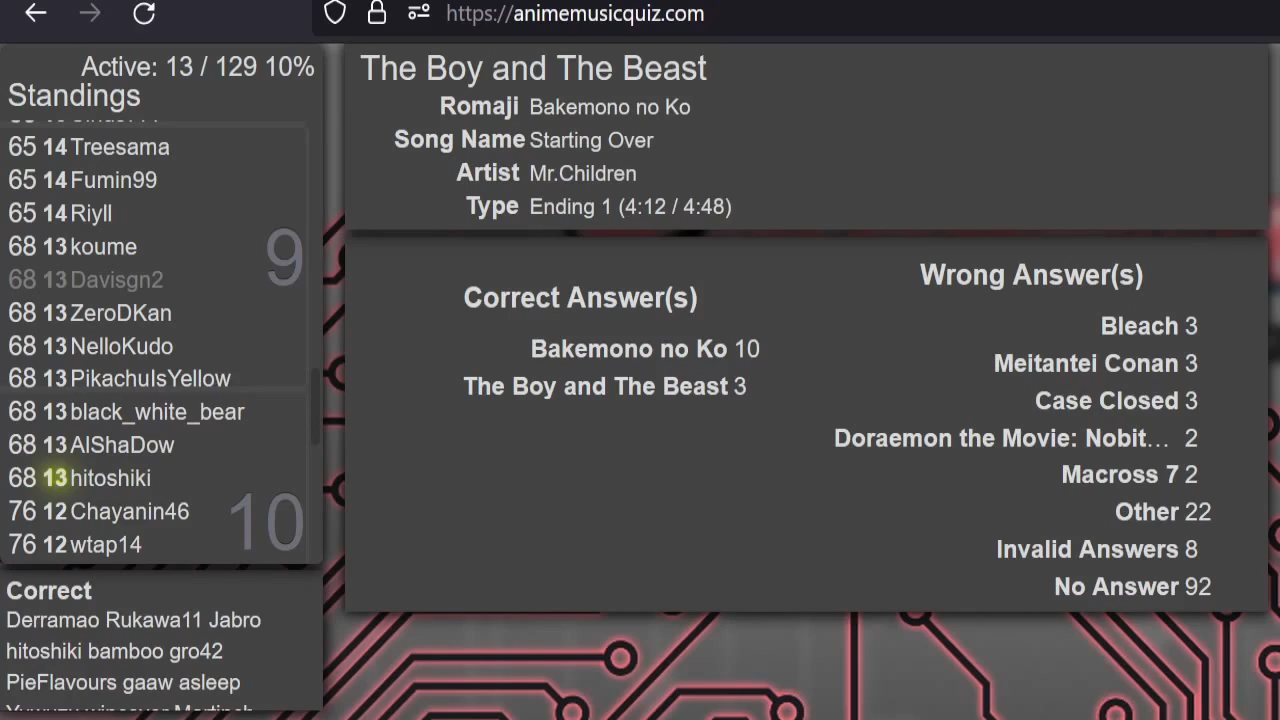 https://animemusicquiz.com
Active: 13 / 129 10%
Standings
65 14 Treesama
65 14 Fumin99
65 14 Riyll
68 13 koume
9
68 13 Davisgn2
68 13 ZeroDKan
68 13 NelloKudo
68 13 PikachuIsYellow
68 13 black_white_bear
68 13 AlShaDow
68 13 hitoshiki
76 12 Chayanin46
10
76 12 wtap14
Correct
Derramao Rukawa11 Jabro
hitoshiki bamboo gro42
PieFlavours gaaw asleep
The Boy and The Beast
Romaji Bakemono no Ko
Song Name Starting Over
Artist Mr.Children
Type Ending 1 (4:12 / 4:48)
Correct Answer(s)
Bakemono no Ko 10
The Boy and The Beast 3
Wrong Answer(s)
Bleach 3
Meitantei Conan 3
Case Closed 3
Doraemon the Movie: Nobit… 2
Macross 7 2
Other 22
Invalid Answers 8
No Answer 92